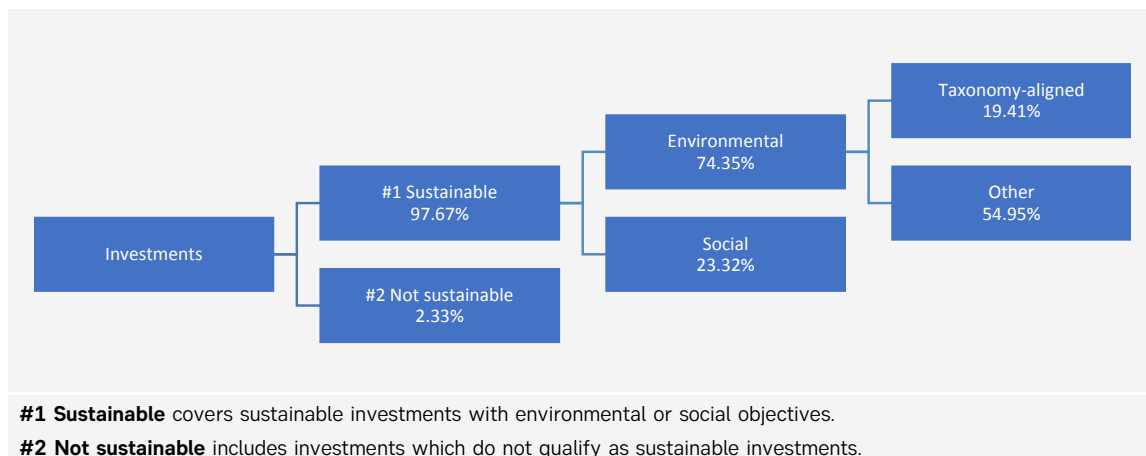 Investments
#1 Sustainable
97.67%
#2 Not sustainable
2.33%
Environmental
74.35%
Social
23.32%
Taxonomy-aligned
19.41%
Other
54.95%
#1 Sustainable covers sustainable investments with environmental or social objectives.
#2 Not sustainable includes investments which do not qualify as sustainable investments.